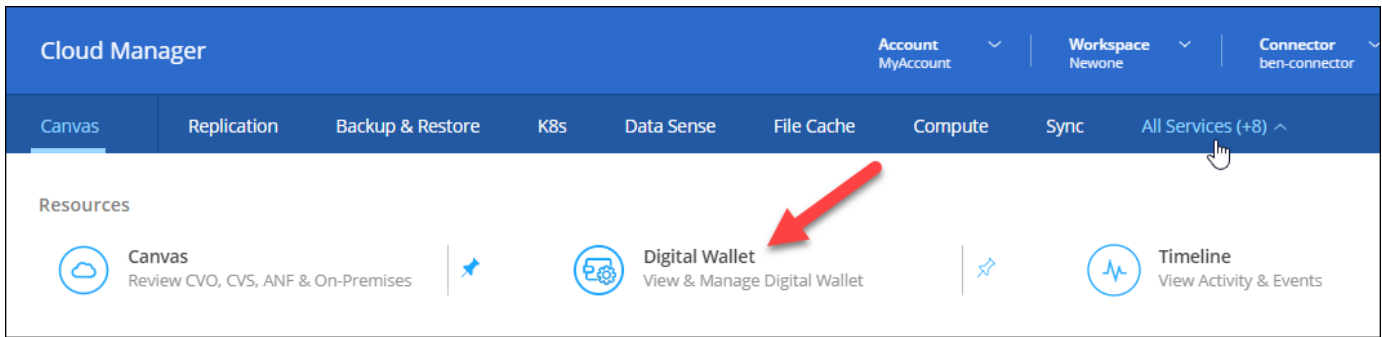 Cloud Manager
Account
MyAccount
Workspace
Newone
Connector
ben-connector
Canvas Replication Backup & Restore K8s Data Sense File Cache Compute Sync All Services (+8)
Resources
Canvas
Review CVO, CVS, ANF & On-Premises
Digital Wallet
View & Manage Digital Wallet
Timeline
View Activity & Events